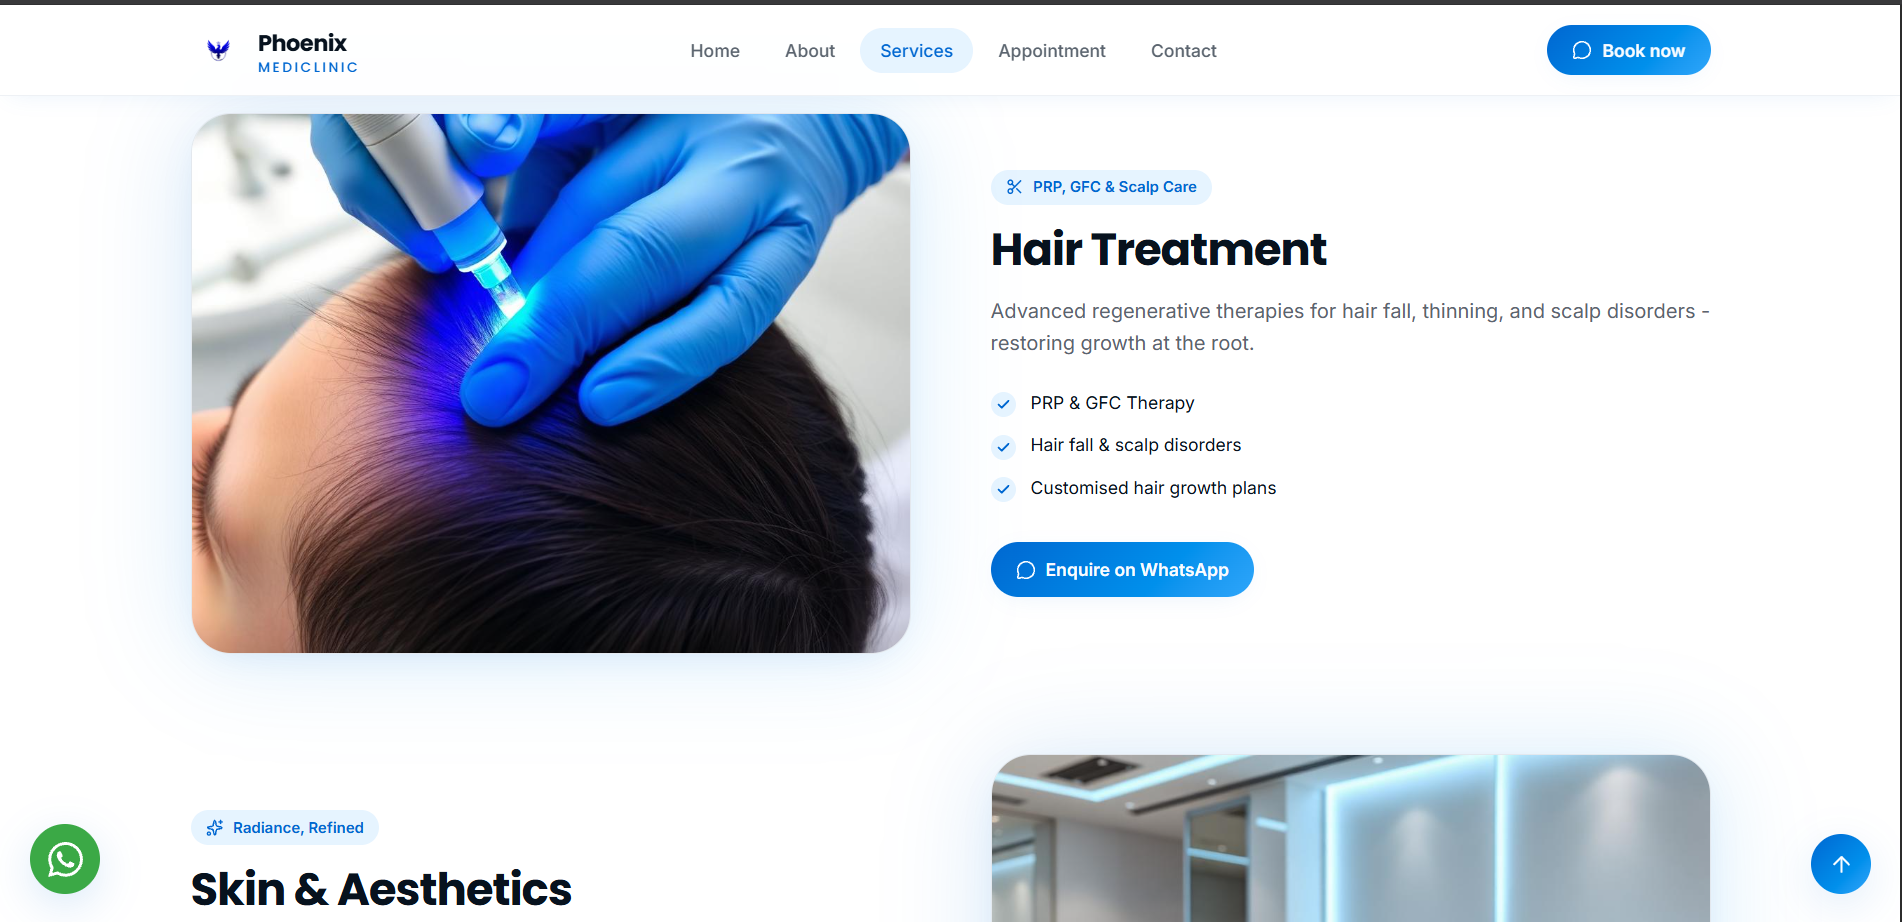 Phoenix
MEDICLINIC
Home
About
Services
Appointment
Contact
Book now
PRP, GFC & Scalp Care
Hair Treatment
Advanced regenerative therapies for hair fall, thinning, and scalp disorders -
restoring growth at the root.
PRP & GFC Therapy
Hair fall & scalp disorders
Customised hair growth plans
Enquire on WhatsApp
Radiance, Refined
Skin & Aesthetics